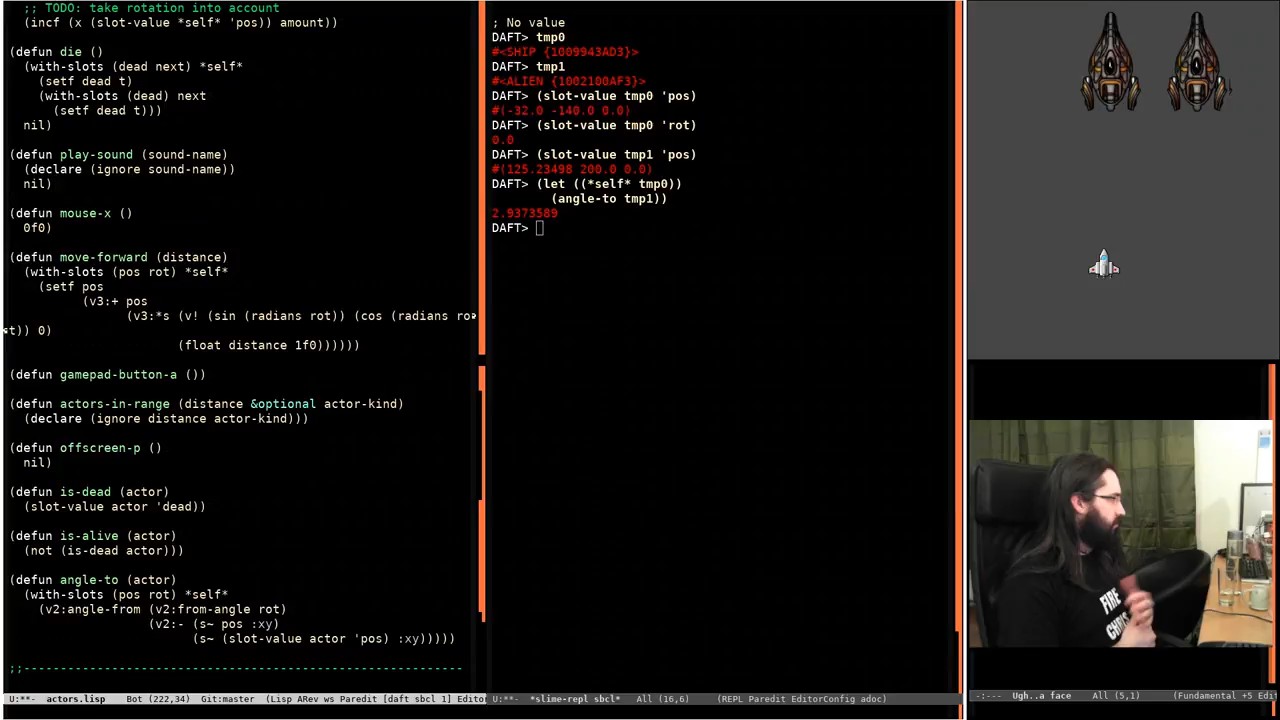 ;; TODO: take rotation into account
(incf (x (slot-value *self* 'pos)) amount))
(defun die ()
(with-slots (dead next) *self*
(setf dead t)
(with-slots (dead) next
(setf dead t)))
nil)
(defun play-sound (sound-name)
(declare (ignore sound-name))
nil)
(defun mouse-x ()
0f0)
(defun move-forward (distance)
(with-slots (pos rot) *self*
(setf pos
(v3:+ pos
(v3:*s (v! (sin (radians rot)) (cos (radians ro
t)) 0)
(float distance 1f0))))))
(defun gamepad-button-a ())
(defun actors-in-range (distance &optional actor-kind)
(declare (ignore distance actor-kind)))
(defun offscreen-p ()
nil)
(defun is-dead (actor)
(slot-value actor 'dead))
(defun is-alive (actor)
(not (is-dead actor)))
(defun angle-to (actor)
(with-slots (pos rot) *self*
(v2:angle-from (v2:from-angle rot)
(v2:- (s~ pos :xy)
(s~ (slot-value actor 'pos) :xy)))))
;;------------------------------------------------------------
U:**- actors.lisp Bot (222,34) Git:master (Lisp ARev ws Paredit [daft sbcl 1] Editor
; No value
DAFT> tmp0
#<SHIP {1009943AD3}>
DAFT> tmp1
#<ALIEN {1002100AF3}>
DAFT> (slot-value tmp0 'pos)
#(-32.0 -140.0 0.0)
DAFT> (slot-value tmp0 'rot)
0.0
DAFT> (slot-value tmp1 'pos)
#(125.23498 200.0 0.0)
DAFT> (let ((*self* tmp0))
(angle-to tmp1))
2.9373589
DAFT>
U:**- *slime-repl sbcl* All (16,6) (REPL Paredit EditorConfig adoc)
FIRE
-:--- Ugh..a face All (5,1) (Fundamental +5 Edit